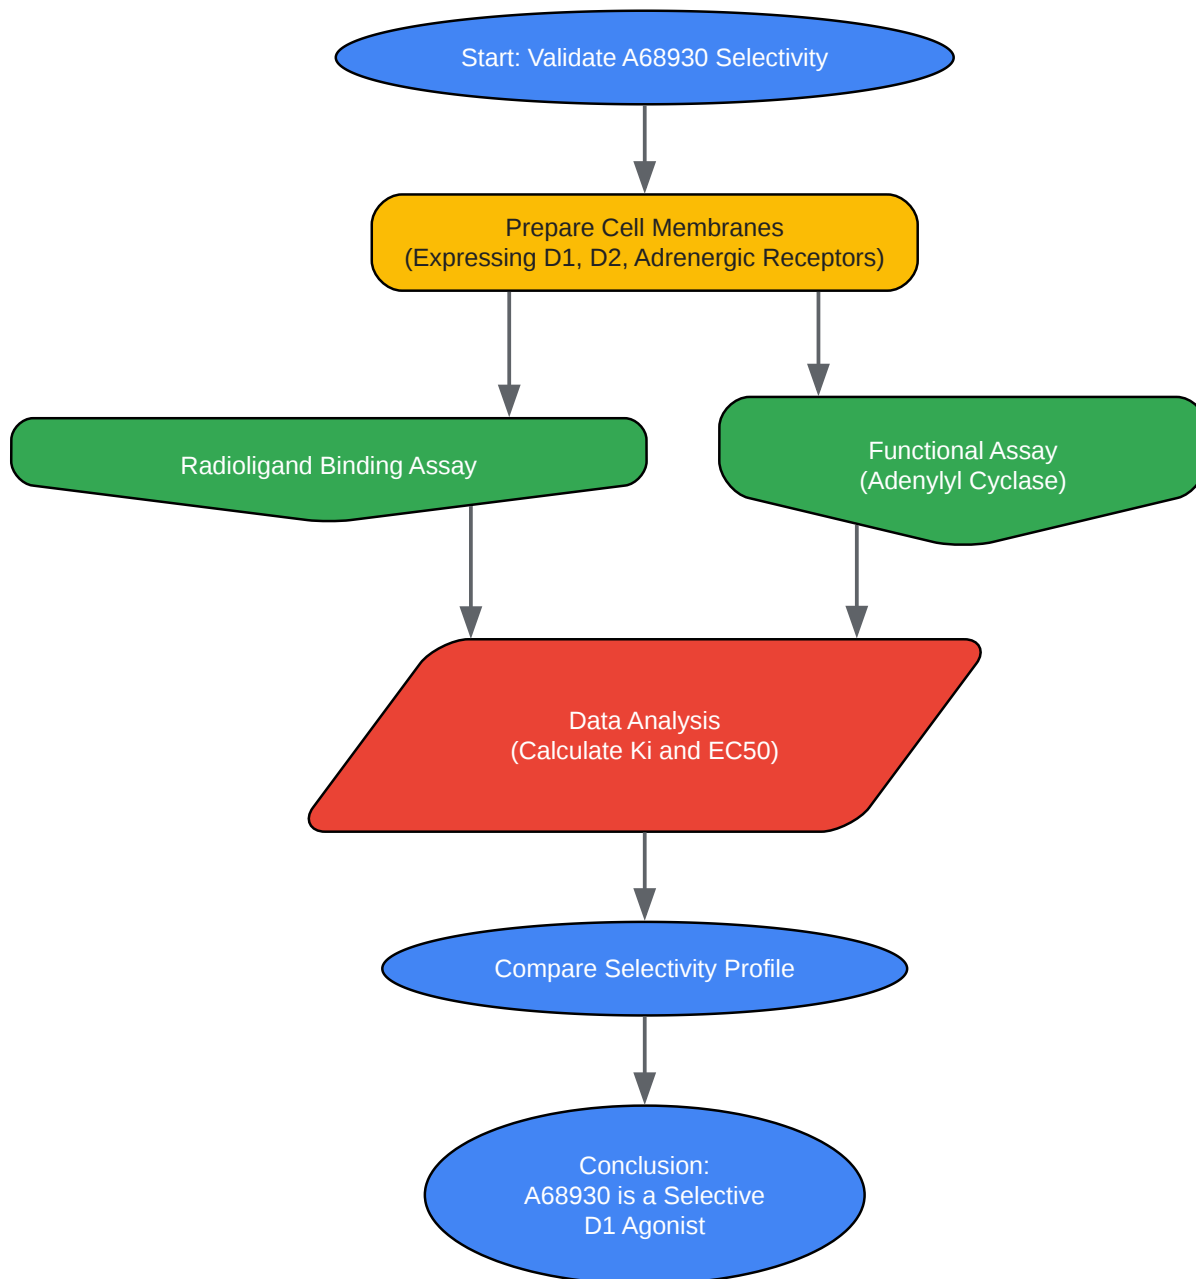 Start: Validate A68930 Selectivity
Prepare Cell Membranes
(Expressing D1, D2, Adrenergic Receptors)
Radioligand Binding Assay
Functional Assay
(Adenylyl Cyclase)
Data Analysis
(Calculate Ki and EC50)
Compare Selectivity Profile
Conclusion:
A68930 is a Selective
D1 Agonist